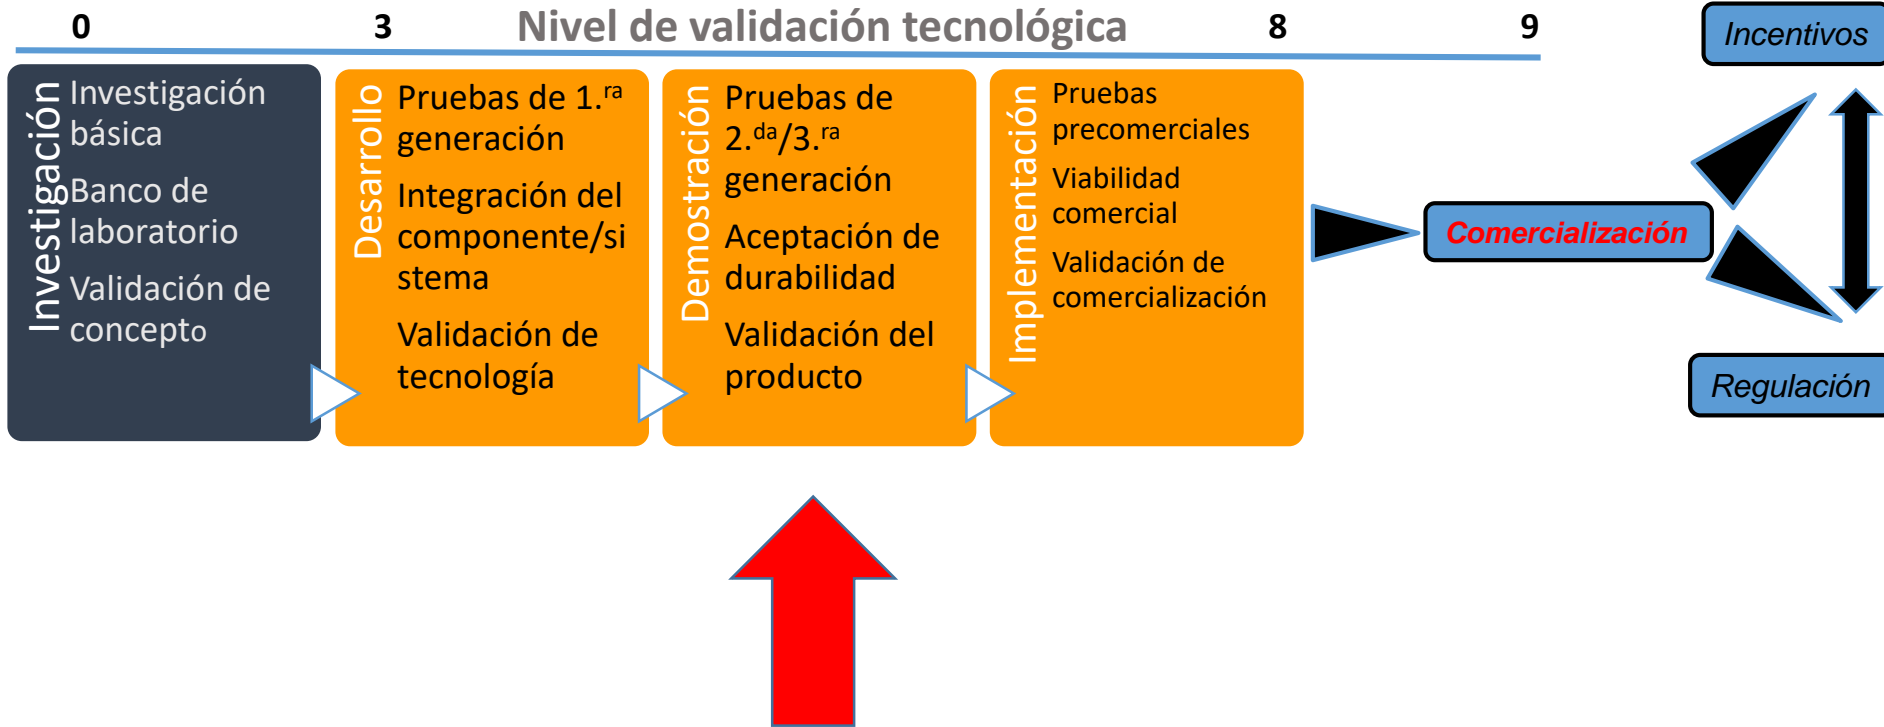 0 3 Nivel de validación tecnológica 8 9
Investigación
Investigación
básica
Banco de
laboratorio
Validación de
concepto
Desarrollo
Pruebas de 1.ra
generación
Integración del
componente/si
stema
Validación de
tecnología
Demostración
Pruebas de
2.da/3.ra
generación
Aceptación de
durabilidad
Validación del
producto
Implementación
Pruebas
precomerciales
Viabilidad
comercial
Validación de
comercialización
Comercialización
Incentivos
Regulación